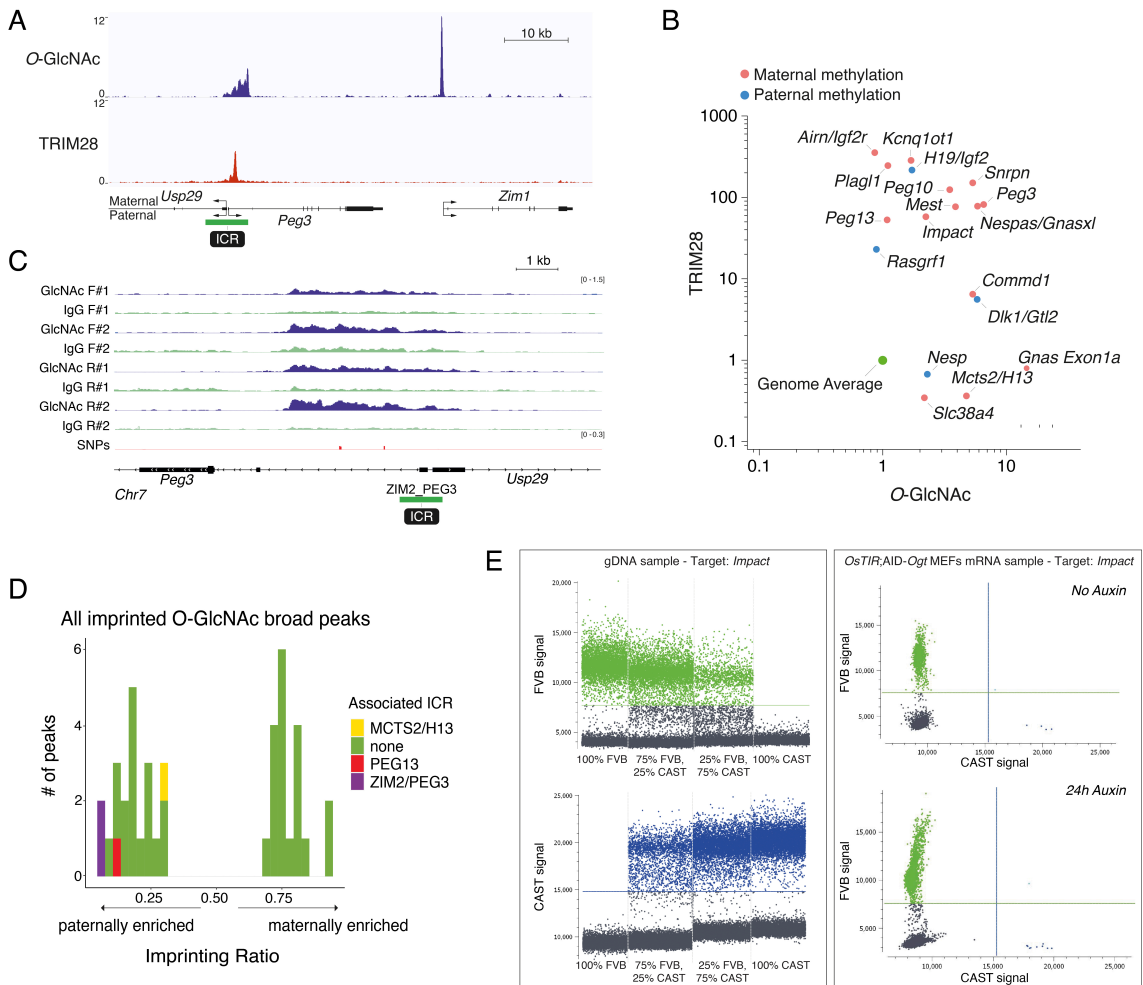 A
12
10 kb
O-GlcNAc
0
12
TRIM28
0
Usp29
Zim1
Maternal
Paternal
Peg3
ICR
B
Maternal methylation
Paternal methylation
1000
100
10
1
0.1
TRIM28
Airn/Igf2r
Kcnq1ot1
H19/Igf2
Snrpn
Plagl1
Peg10
Peg3
Mest
Peg13
Impact
Nespas/Gnasxl
Rasgrf1
Commd1
Dlk1/Gtl2
Nesp
Gnas Exon1a
Genome Average
Mcts2/H13
Slc38a4
0.1
1
10
O-GlcNAc
C
1 kb
[0 -1.5]
GlcNAc F#1
IgG F#1
GlcNAc F#2
IgG F#2
GlcNAc R#1
IgG R#1
GlcNAc R#2
IgG R#2
[0 -0.3]
SNPs
Peg3
Usp29
Chr7
ZIM2_PEG3
ICR
D
All imprinted O-GlcNAc broad peaks
6
4
2
0
# of peaks
Associated ICR
MCTS2/H13
none
PEG13
ZIM2/PEG3
0.25
0.50
0.75
paternally enriched
maternally enriched
Imprinting Ratio
E
gDNA sample - Target: Impact
20,000
15,000
10,000
5,000
FVB signal
100% FVB
75% FVB,
25% CAST
25% FVB,
75% CAST
100% CAST
25,000
20,000
15,000
10,000
CAST signal
100% FVB
75% FVB,
25% CAST
25% FVB,
75% CAST
100% CAST
OsTIR;AID-Ogt MEFs mRNA sample - Target: Impact
No Auxin
20,000
15,000
10,000
5,000
FVB signal
10,000
15,000
20,000
25,000
CAST signal
24h Auxin
15,000
10,000
5,000
FVB signal
10,000
15,000
20,000
25,000
CAST signal